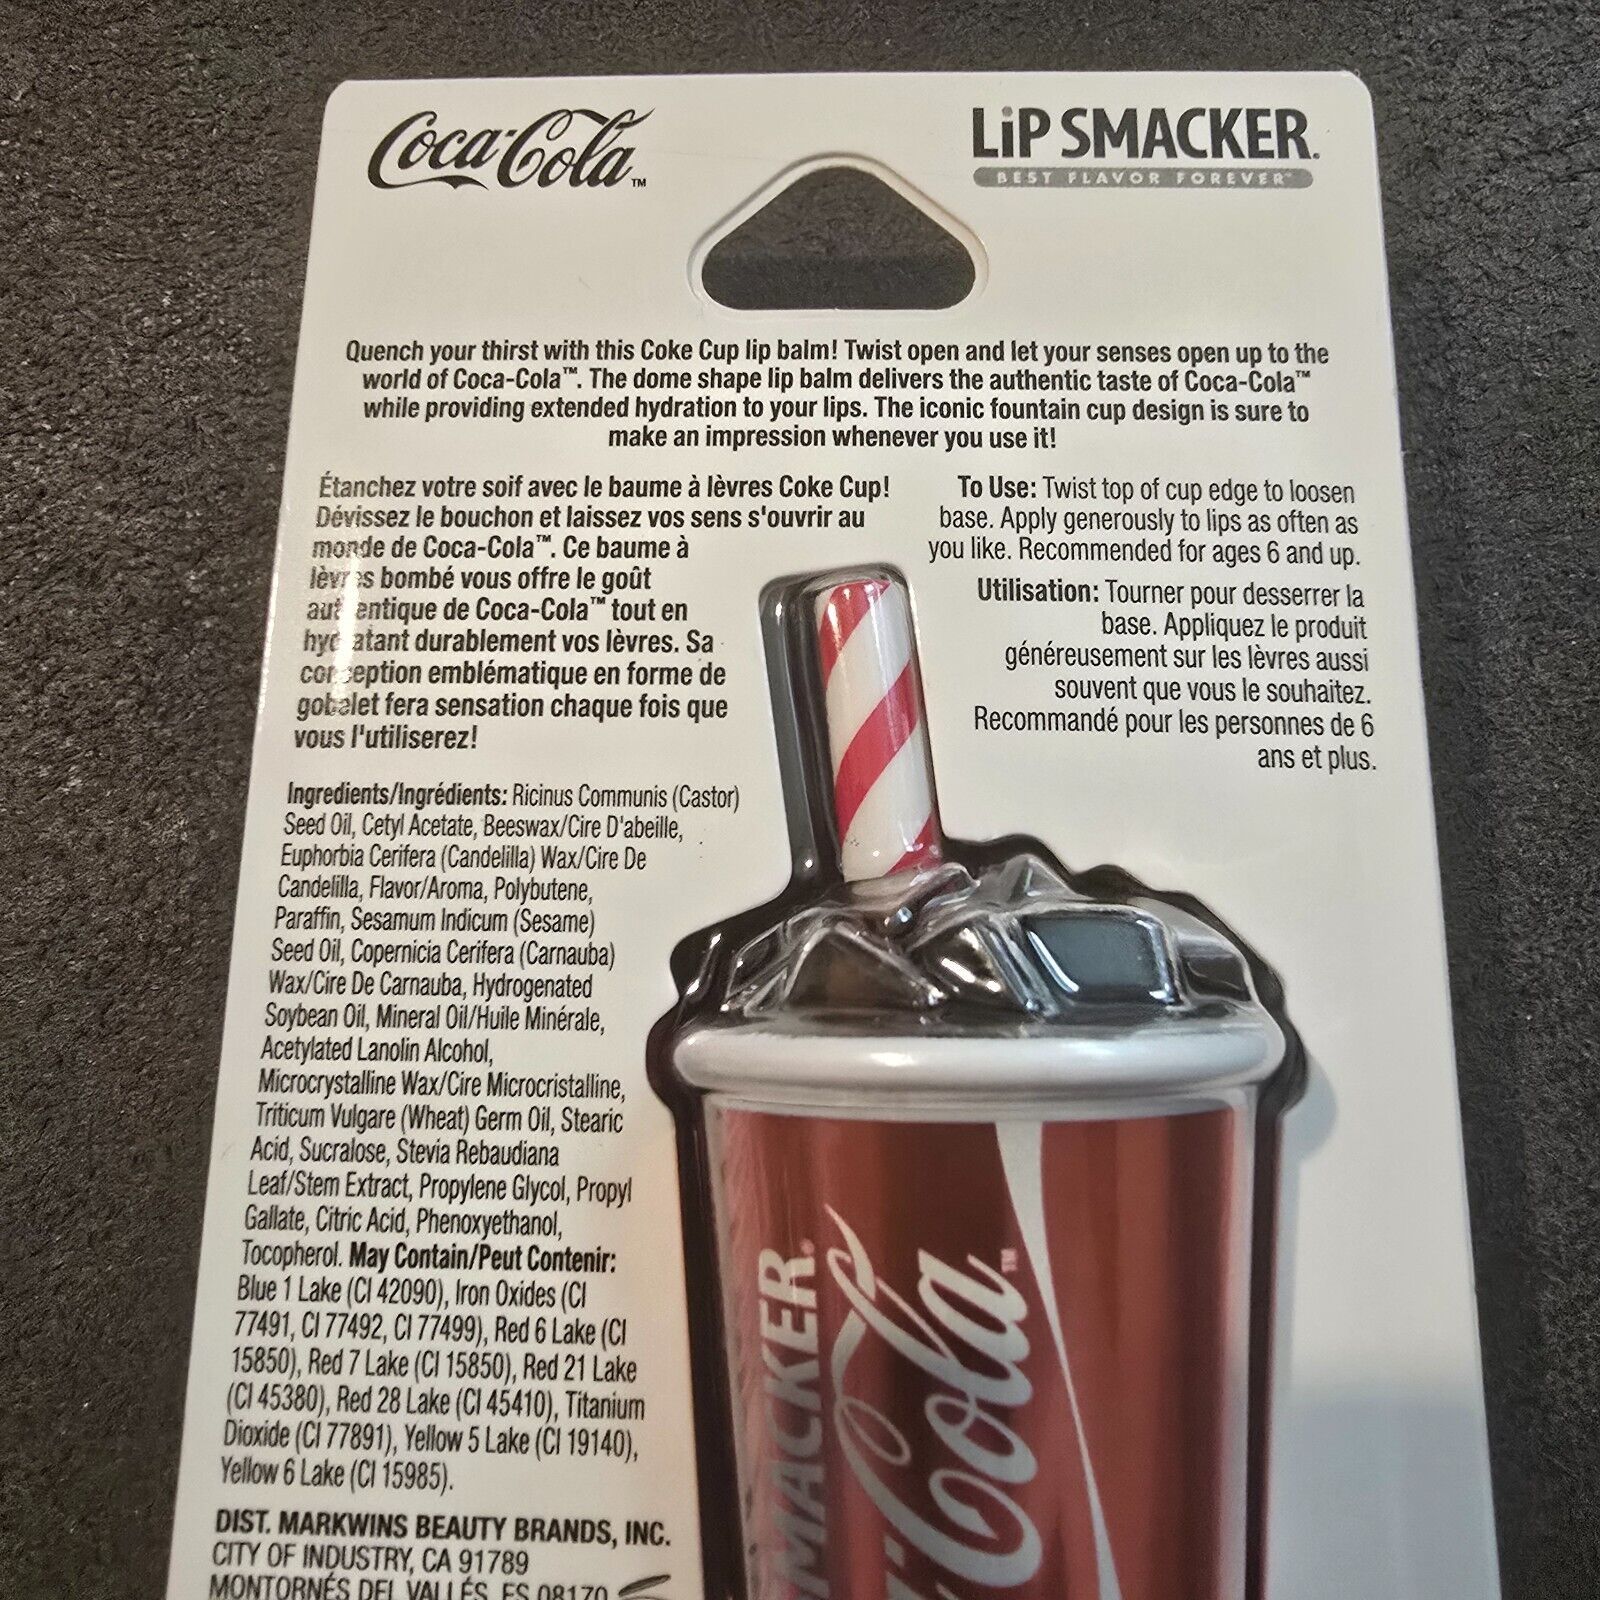 Coca-Cola™
LiP SMACKER®
BEST FLAVOR FOREVER™
Quench your thirst with this Coke Cup lip balm! Twist open and let your senses open up to the
world of Coca-Cola™. The dome shape lip balm delivers the authentic taste of Coca-Cola™
while providing extended hydration to your lips. The iconic fountain cup design is sure to
make an impression whenever you use it!
Étanchez votre soif avec le baume à lèvres Coke Cup!
Dévissez le bouchon et laissez vos sens s'ouvrir au
monde de Coca-Cola™. Ce baume à
lèvres bombé vous offre le goût
authentique de Coca-Cola™ tout en
hydratant durablement vos lèvres. Sa
conception emblématique en forme de
gobelet fera sensation chaque fois que
vous l'utiliserez!
To Use: Twist top of cup edge to loosen
base. Apply generously to lips as often as
you like. Recommended for ages 6 and up.
Utilisation: Tourner pour desserrer la
base. Appliquez le produit
généreusement sur les lèvres aussi
souvent que vous le souhaitez.
Recommandé pour les personnes de 6
ans et plus.
Ingredients/Ingrédients: Ricinus Communis (Castor)
Seed Oil, Cetyl Acetate, Beeswax/Cire D'abeille,
Euphorbia Cerifera (Candelilla) Wax/Cire De
Candelilla, Flavor/Aroma, Polybutene,
Paraffin, Sesamum Indicum (Sesame)
Seed Oil, Copernicia Cerifera (Carnauba)
Wax/Cire De Carnauba, Hydrogenated
Soybean Oil, Mineral Oil/Huile Minérale,
Acetylated Lanolin Alcohol,
Microcrystalline Wax/Cire Microcristalline,
Triticum Vulgare (Wheat) Germ Oil, Stearic
Acid, Sucralose, Stevia Rebaudiana
Leaf/Stem Extract, Propylene Glycol, Propyl
Gallate, Citric Acid, Phenoxyethanol,
Tocopherol. May Contain/Peut Contenir:
Blue 1 Lake (CI 42090), Iron Oxides (CI
77491, CI 77492, CI 77499), Red 6 Lake (CI
15850), Red 7 Lake (CI 15850), Red 21 Lake
(CI 45380), Red 28 Lake (CI 45410), Titanium
Dioxide (CI 77891), Yellow 5 Lake (CI 19140),
Yellow 6 Lake (CI 15985).
DIST. MARKWINS BEAUTY BRANDS, INC.
CITY OF INDUSTRY, CA 91789
MONTORNÉS DEL VALLÉS, ES 08170
SMACKER®
Cola™